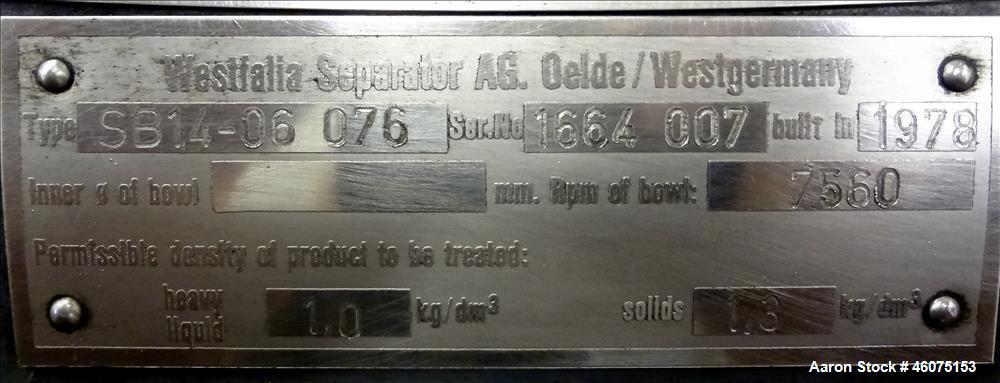 Westfalia Separator AG. Oelde/Westgermany
Type SB14-06 076 Ser.No 1664 007 built in 1978
Inner ø of bowl mm. Rpm of bowl: 7560
Permissible density of product to be treated:
heavy liquid 1.0 kg/dm³ solids 1.3 kg/dm³
Aaron Stock # 46075153